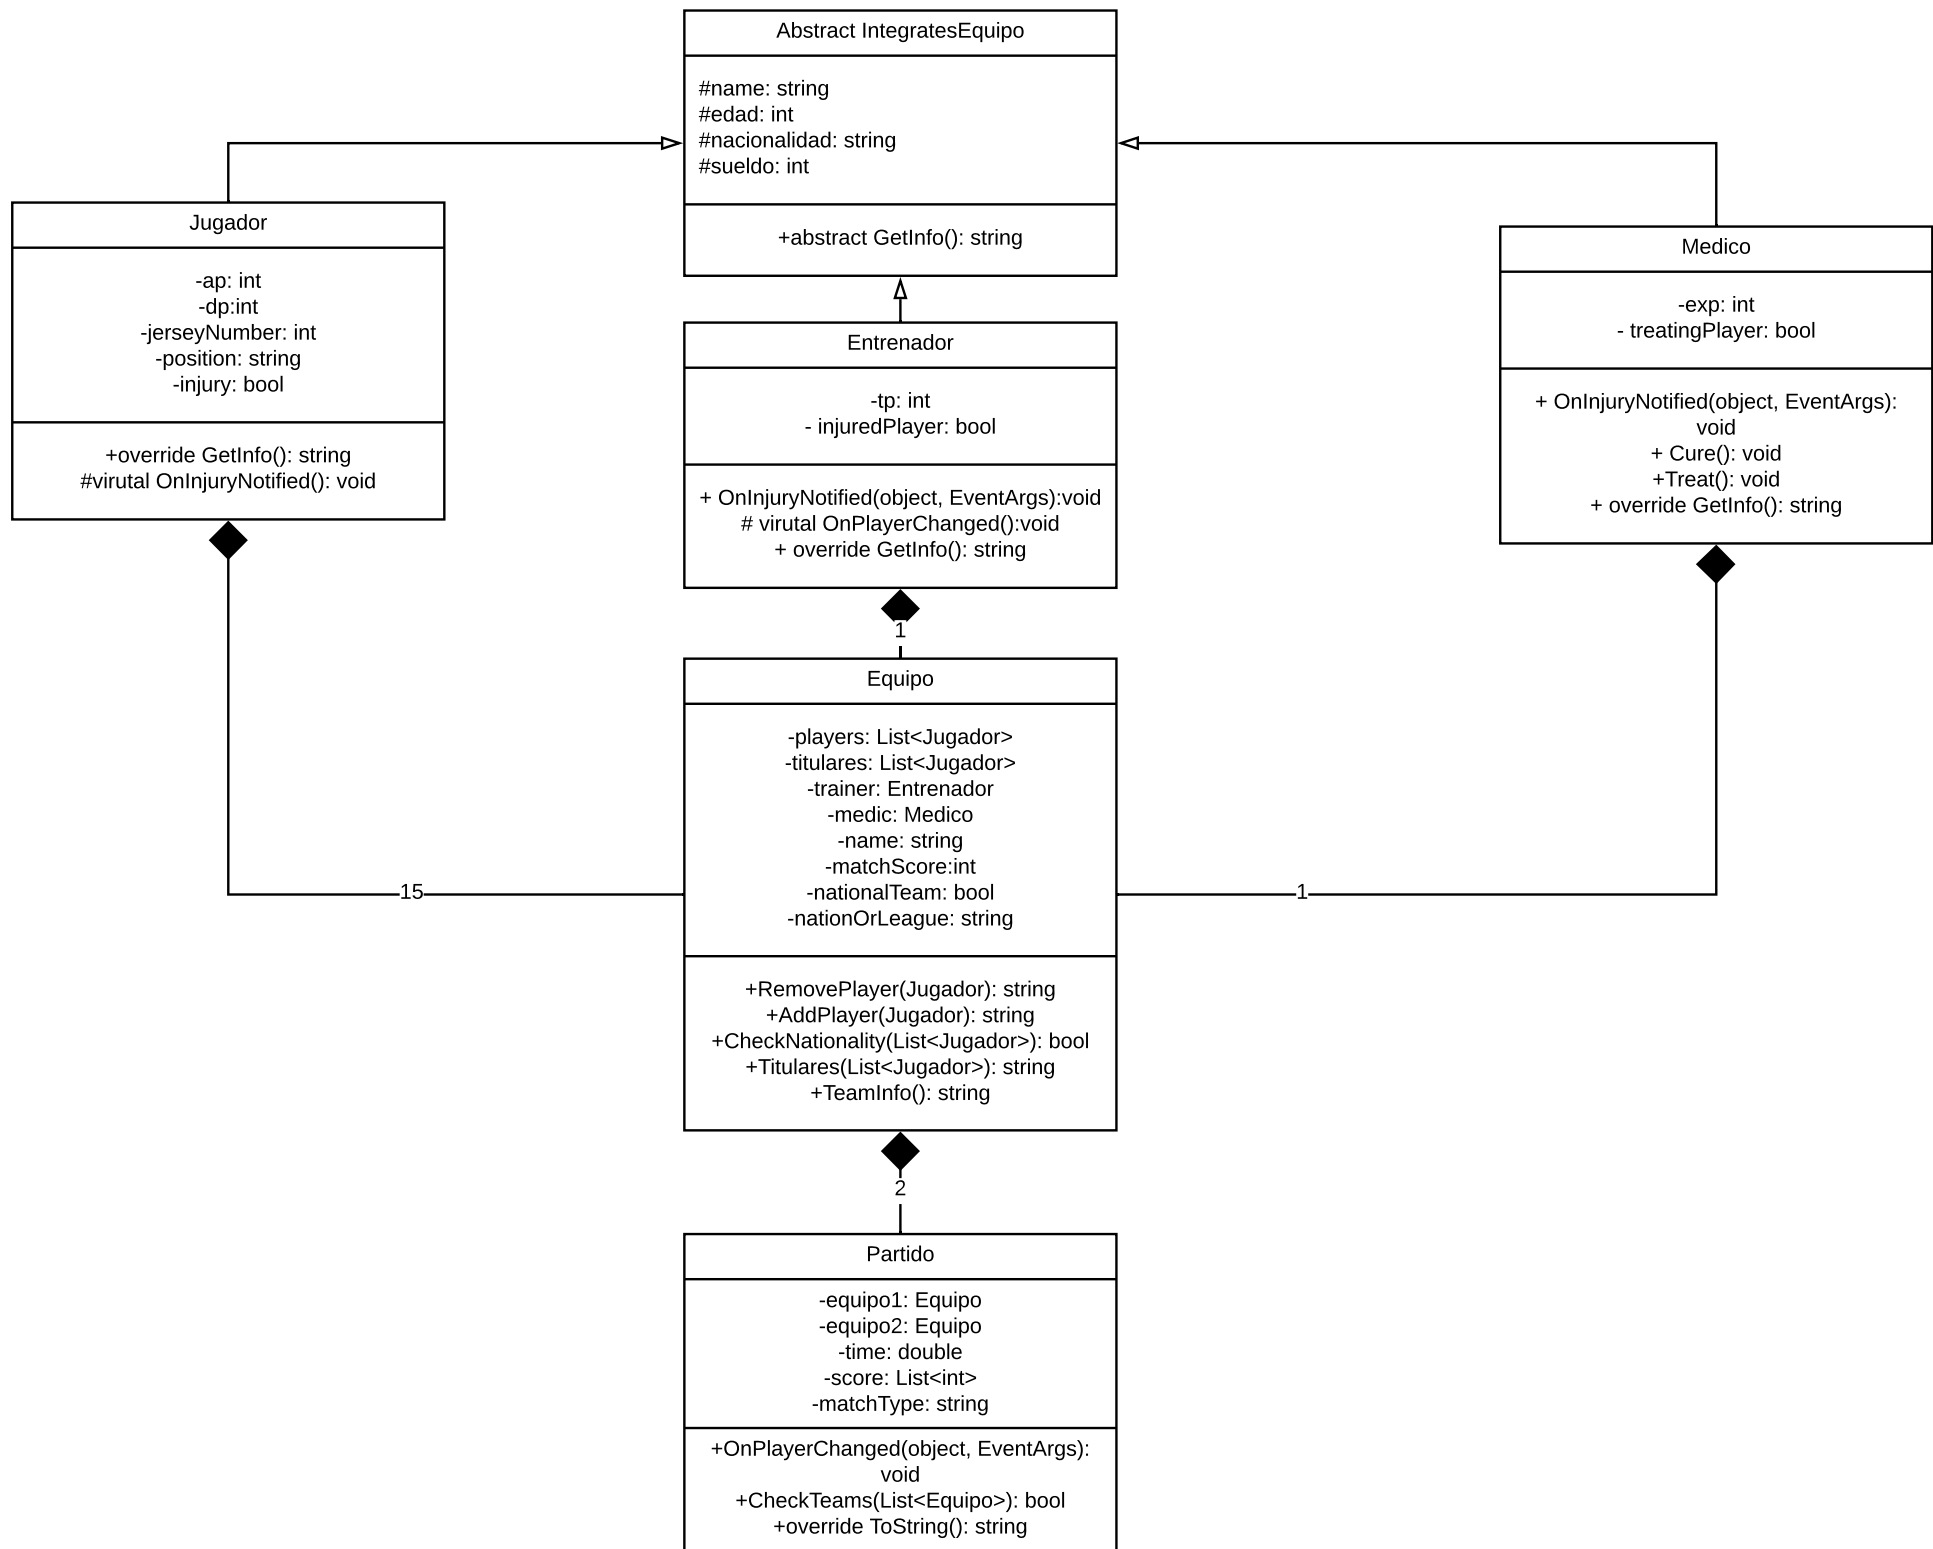 Abstract IntegratesEquipo
#name: string
#edad: int
#nacionalidad: string
#sueldo: int
+abstract GetInfo(): string
Jugador
-ap: int
-dp:int
-jerseyNumber: int
-position: string
-injury: bool
+override GetInfo(): string
#virutal OnInjuryNotified(): void
Entrenador
-tp: int
- injuredPlayer: bool
+ OnInjuryNotified(object, EventArgs):void
# virutal OnPlayerChanged():void
+ override GetInfo(): string
Medico
-exp: int
- treatingPlayer: bool
+ OnInjuryNotified(object, EventArgs):
void
+ Cure(): void
+Treat(): void
+ override GetInfo(): string
1
Equipo
-players: List<Jugador>
-titulares: List<Jugador>
-trainer: Entrenador
-medic: Medico
-name: string
-matchScore:int
-nationalTeam: bool
-nationOrLeague: string
+RemovePlayer(Jugador): string
+AddPlayer(Jugador): string
+CheckNationality(List<Jugador>): bool
+Titulares(List<Jugador>): string
+TeamInfo(): string
15
1
2
Partido
-equipo1: Equipo
-equipo2: Equipo
-time: double
-score: List<int>
-matchType: string
+OnPlayerChanged(object, EventArgs):
void
+CheckTeams(List<Equipo>): bool
+override ToString(): string